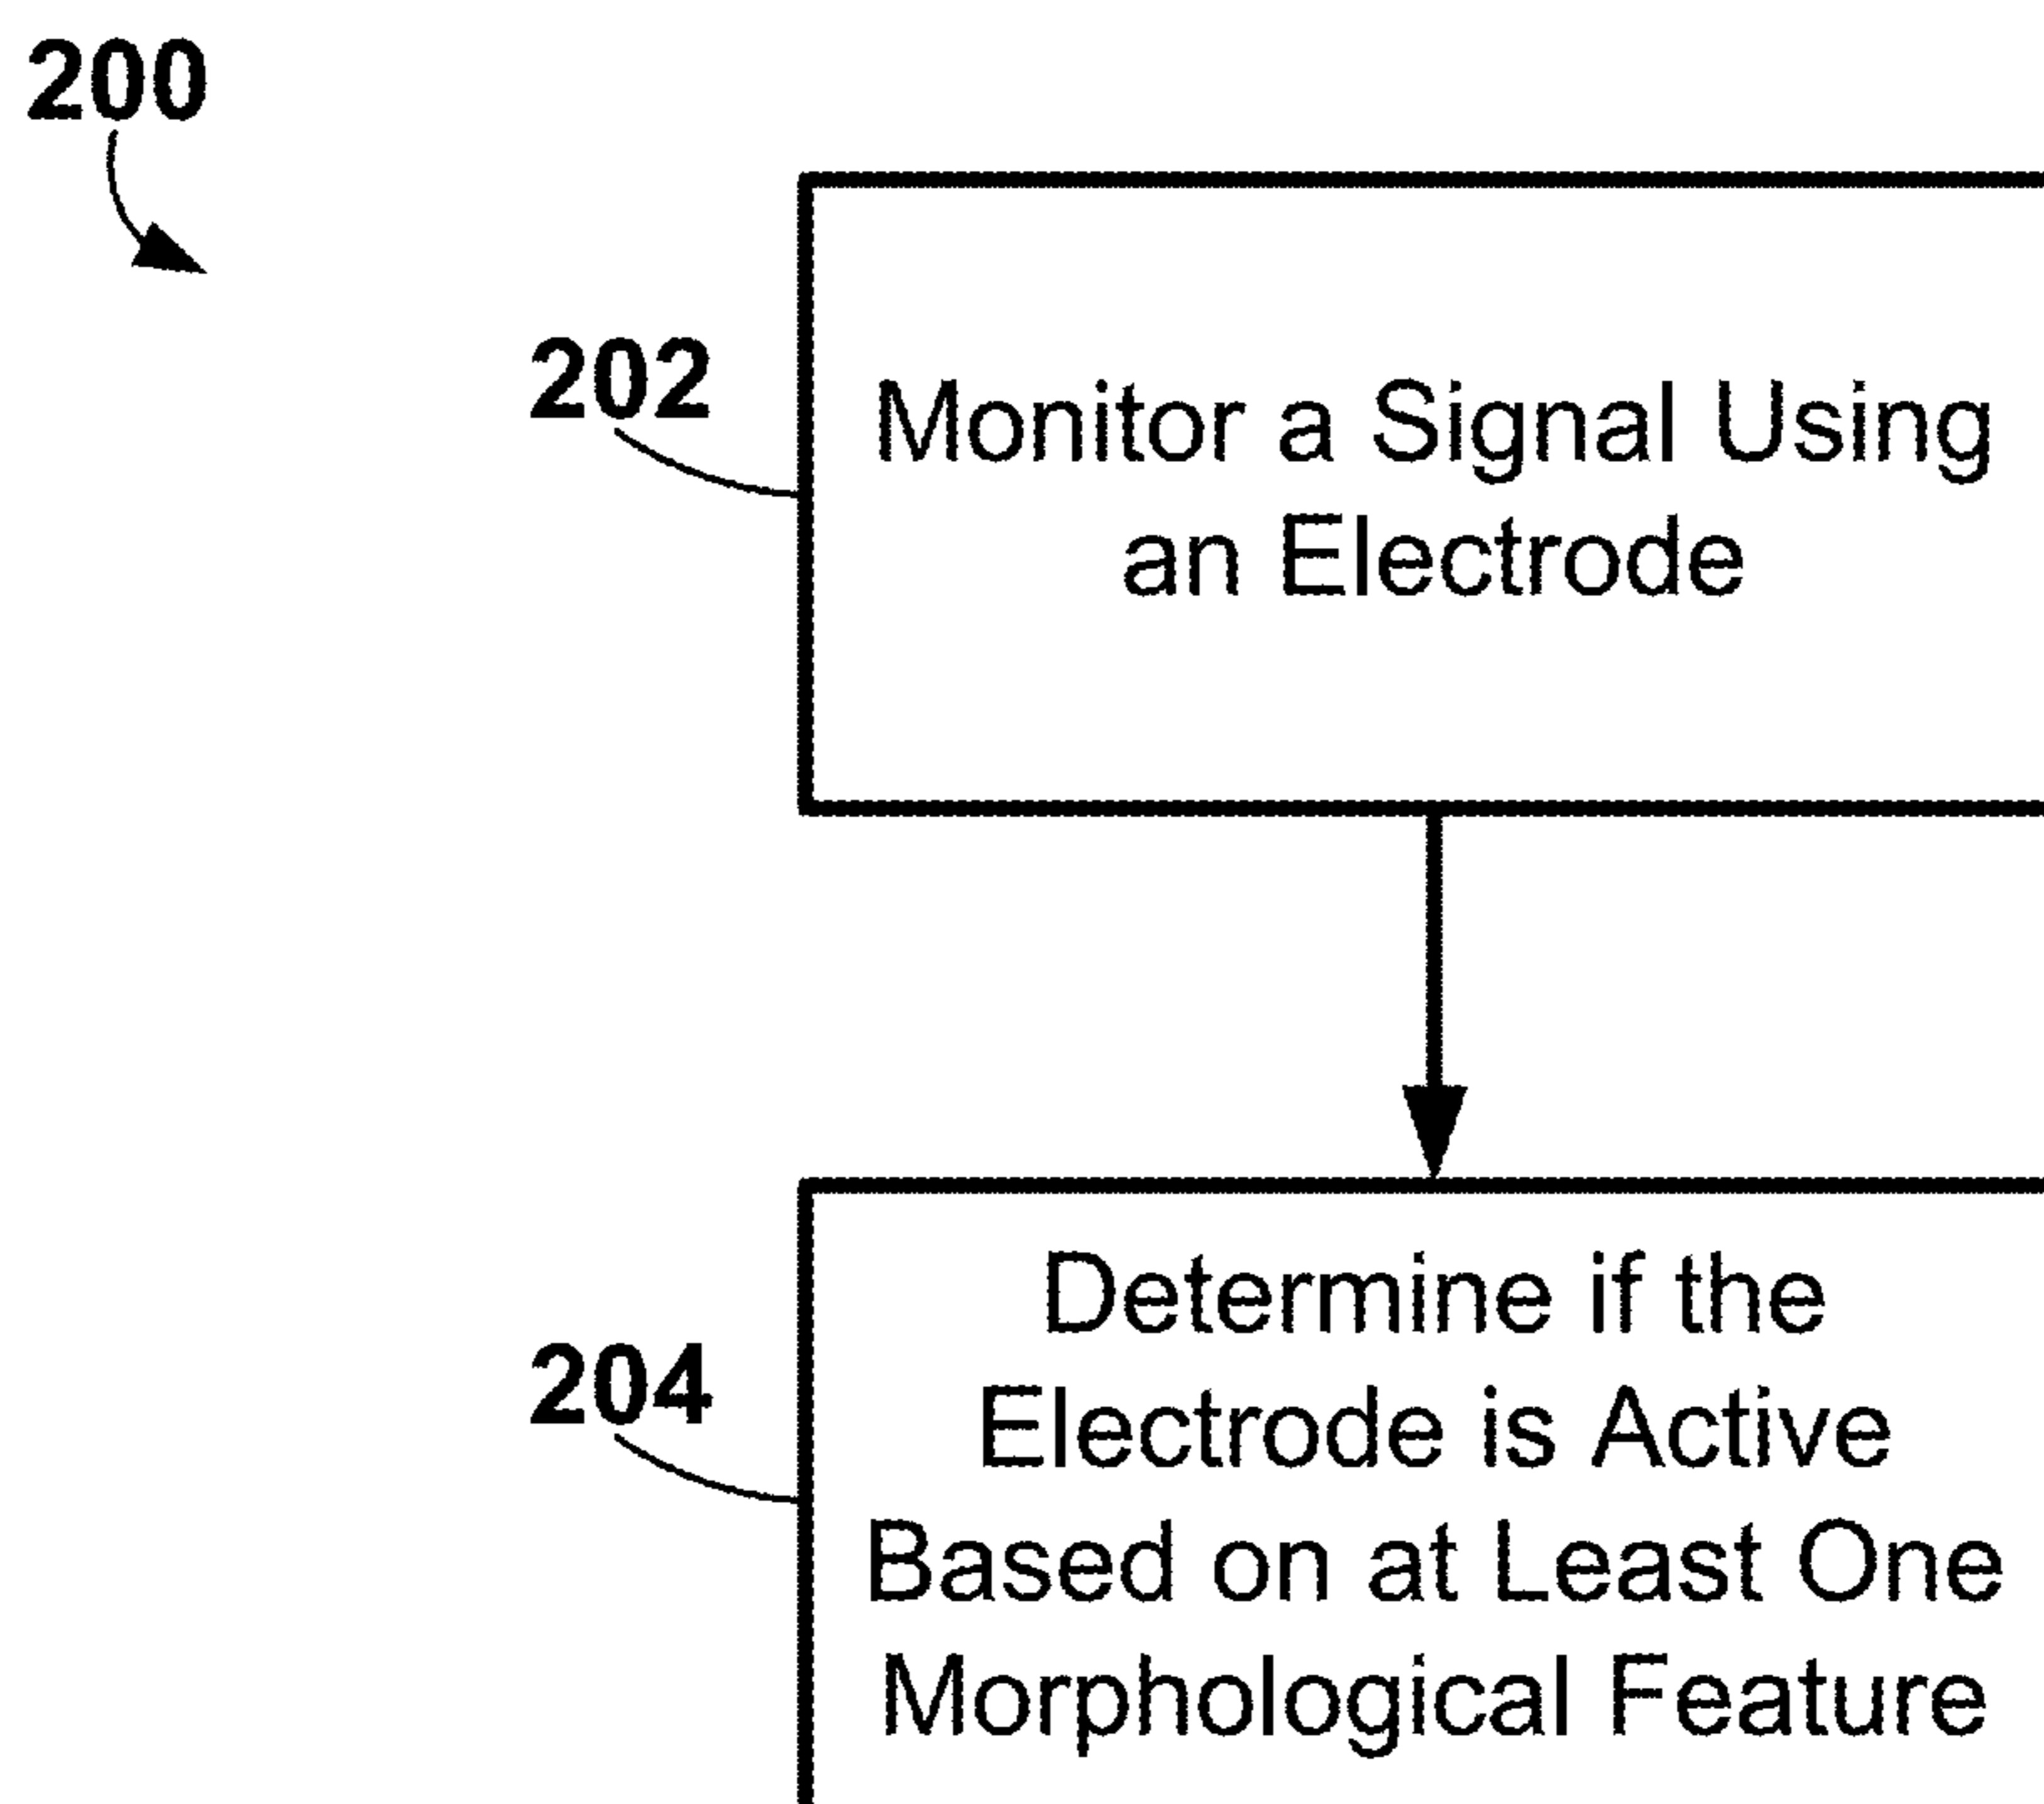 200
202
Monitor a Signal Using
an Electrode
204
Determine if the
Electrode is Active
Based on at Least One
Morphological Feature